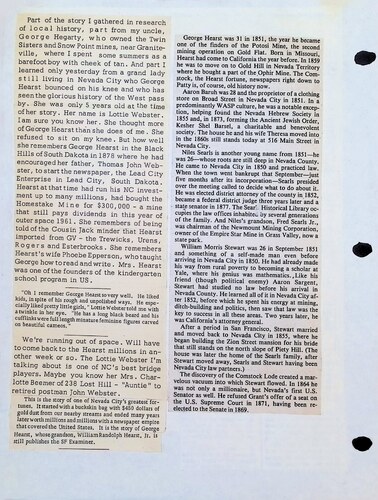 Part of the story I gathered in research
of local history, part from my uncle,
George Hegarty, who owned the Twin
Sisters and Snow Point mines, near Granite-
ville, where I spent some summers as a
barefoot boy with cheek of tan. And part I
learned only yesterday from a grand lady
still living in Nevada City who George
Hearst bounced on his knee and who has
seen the glorious history of the West pass
by. She was only 5 years old at the time
of her story. Her name is Lottie Webster.
I am sure you know her. She thought more
of George Hearst then she does of me. She
refused to sit on my knee. But how well
she remembers George Hearst in the Black
Hills of South Dakota in 1878 where he had
encouraged her father, Thomas John Web-
ster, to start the newspaper, the Lead City
Enterprise in Lead City, South Dakota.
Hearst at that time had run his NC invest-
ment up to many millions, had bought the
Homestake Mine for $300,000 - a mine
that still pays dividends in this year of
outer space 1961. She remembers of being
told of the Cousin Jack minder that Hearst
imported from GV - the Trewicks, Urens,
Rogers and Esterbrooks. She remembers
Hearst's wife Phoebe Epperson, who taught
George how to read and write. Mrs. Hearst
was one of the founders of the kindergarten
school program in US.
"Oh I remember George so very well. He liked
kids, in spite of his rough and unpolished ways. He espe-
cially liked pretty little girls," Lottie Webster told me with
a twinkle in her eye. "He has a long black beard and his
cufflinks were full length minature feminine figures carved
on beautiful cameos."
We're running out of space. Will have
to come back to the Hearst millions in an-
other week or so. The Lottie Webster I'm
talking about is one of NC's best bridge
players. Maybe you know her Mrs. Char-
lotte Beemer of 238 Lost Hill - "Auntie" to
retired postman John Webster.
This is the story of one of Nevada City's greatest for-
tunes. It started with a buckskin bag with $460 dollars of
gold dust from our nearby streams and ended many years
later worth millions and millions with a newspaper empire
that covered the United States. It is the story of George
Hearst, whose grandson, William Randolph Hearst, Jr. is
still publishes the SF Examiner.
George Hearst was 31 in 1851, the year he became
one of the finders of the Potosi Mine, the second
mining operation on Gold Flat. Born in Missouri,
Hearst had come to California the year before. In 1859
he was to move on to Gold Hill in Nevada Territory
where he bought a part of the Ophir Mine. The Com-
stock, the Hearst fortune, newspapers right down to
Patty is, of course, old history now.
Aaron Baruh was 28 and the proprietor of a clothing
store on Broad Street in Nevada City in 1851. In a
predominantly WASP culture, he was a notable excep-
tion, helping found the Nevada Hebrew Society in
1855 and, in 1873, forming the Ancient Jewish Order,
Kesher Shel Barsel, a charitable and benevolent
society. The house he and his wife Theresa moved into
in the 1860s still stands today at 516 Main Street in
Nevada City.
Niles Searls is another young name from 1851—he
was 26—whose roots are still deep in Nevada County.
He came to Nevada City in 1850 and practiced law.
When the town went bankrupt that September—just
five months after its incorporation—Searls presided
over the meeting called to decide what to do about it.
He was elected district attorney of the county in 1852,
became a federal district judge three years later and a
state senator in 1877. The Searls Historical Library oc-
cupies the law offices inhabited by several generations
of the family. And Niles's grandson, Fred Searls Jr.,
was chairman of the Newmount Mining Corporation,
owner of the Empire Star Mine in Grass Valley, now a
state park.
William Morris Stewart was 26 in September 1851
and something of a self-made man even before
arriving in Nevada City in 1850. He had already made
his way from rural poverty to becoming a scholar at
Yale, where his genius was mathematics. Like his
friend (though political enemy) Aaron Sargent,
Stewart had studied no law before his arrival in
Nevada County. He learned all of it in Nevada City af-
ter 1852, before which he spent his energy at mining,
ditch-building and politics, then saw that law was the
key to success in all these areas. Two years later, he
was California's attorney general.
After a period in San Francisco, Stewart married
and moved back to Nevada City in 1855, where he
began building the Zion Street mansion for his bride
that still stands on the north slope of Piety Hill. (The
house was later the home of the Searls family, after
Stewart moved away, Searls and Stewart having been
Nevada City law partners.)
The discovery of the Comstock Lode created a mar-
velous vacuum into which Stewart flowed. In 1864 he
was not only a millionaire, but Nevada's first U.S.
Senator as well. He refused Grant's offer of a seat on
the U.S. Supreme Court in 1871, having been re-
elected to the Senate in 1869.